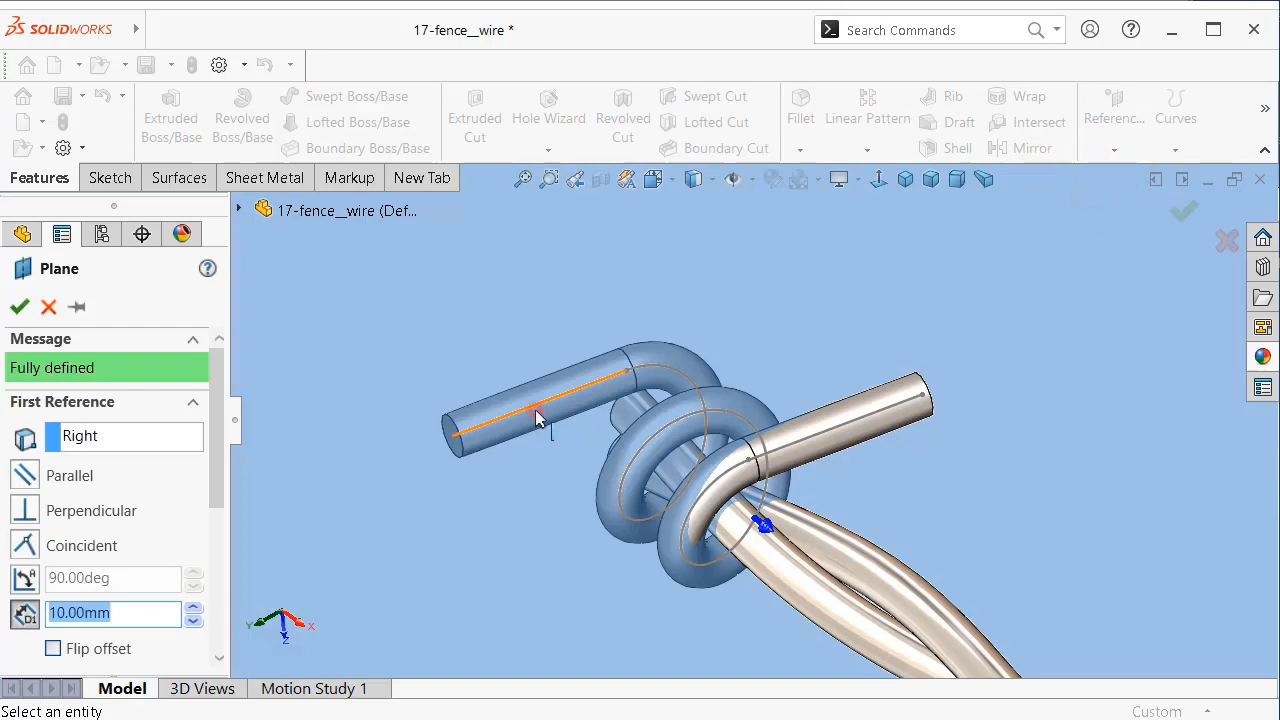 SOLIDWORKS
17-fence__wire *
Search Commands
Extruded Boss/Base
Revolved Boss/Base
Swept Boss/Base
Lofted Boss/Base
Boundary Boss/Base
Extruded Cut
Hole Wizard
Revolved Cut
Swept Cut
Lofted Cut
Boundary Cut
Fillet
Linear Pattern
Rib
Draft
Shell
Wrap
Intersect
Mirror
Referenc...
Curves
Features
Sketch
Surfaces
Sheet Metal
Markup
New Tab
17-fence__wire (Def...
Plane
Message
Fully defined
First Reference
Right
Parallel
Perpendicular
Coincident
90.00deg
10.00mm
Flip offset
Y
X
Z
Model
3D Views
Motion Study 1
Select an entity
Custom